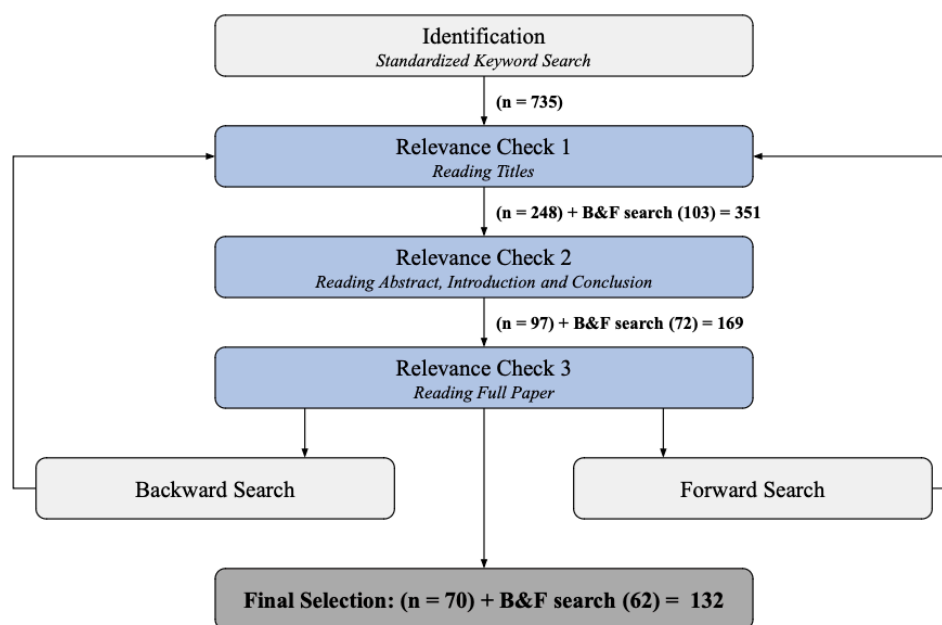 Identification
Standardized Keyword Search
(n = 735)
Relevance Check 1
Reading Titles
(n = 248) + B&F search (103) = 351
Relevance Check 2
Reading Abstract, Introduction and Conclusion
(n = 97) + B&F search (72) = 169
Relevance Check 3
Reading Full Paper
Backward Search
Forward Search
Final Selection: (n = 70) + B&F search (62) = 132